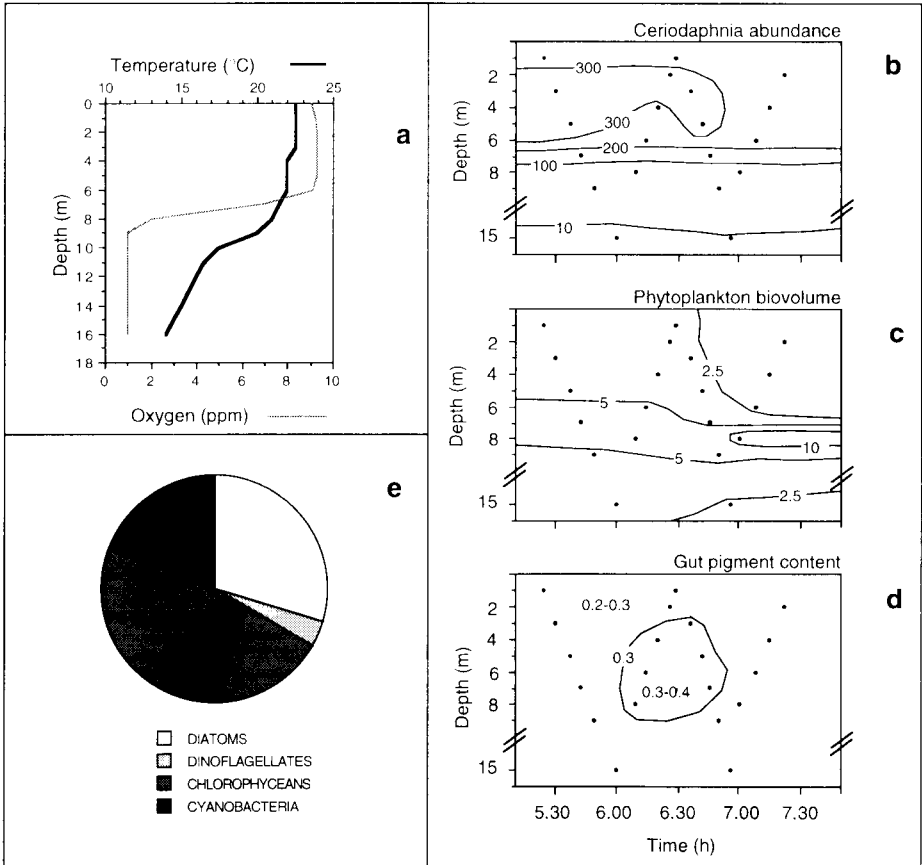 Temperature (°C)
10 13 16 19 22 25
0
2
4
6
8
10
12
14
16
18
Depth (m)
0 2 4 6 8 10
Oxygen (ppm)
a
e
DIATOMS
DINOFLAGELLATES
CHLOROPHYCEANS
CYANOBACTERIA
Ceriodaphnia abundance
b
300
300
200
100
10
2
4
6
8
15
Depth (m)
Phytoplankton biovolume
c
2.5
5
10
5
2.5
2
4
6
8
15
Depth (m)
Gut pigment content
d
0.2-0.3
0.3
0.3-0.4
2
4
6
8
15
Depth (m)
5.30 6.00 6.30 7.00 7.30
Time (h)